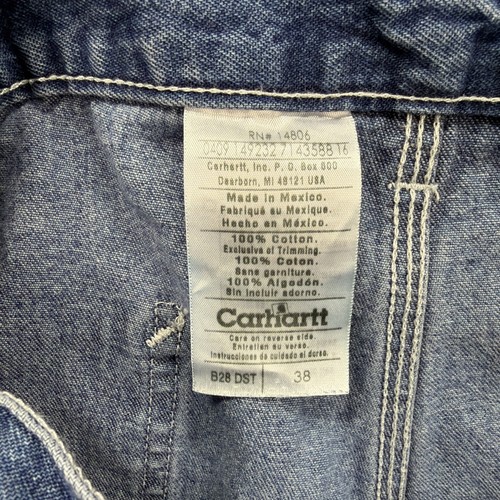 RN# 14806
0409 149232 7143588 16
Carhartt, Inc. P. O. Box 600
Dearborn, MI 48121 USA
Made in Mexico.
Fabriqué au Mexique.
Hecho en México.
100% Cotton.
Exclusive of Trimming.
100% Coton.
Sans garniture.
100% Algodón.
Sin incluir adorno.
Carhartt
Care on reverse side.
Entretien au verso.
Instrucciones de cuidado al dorso.
B28 DST 38